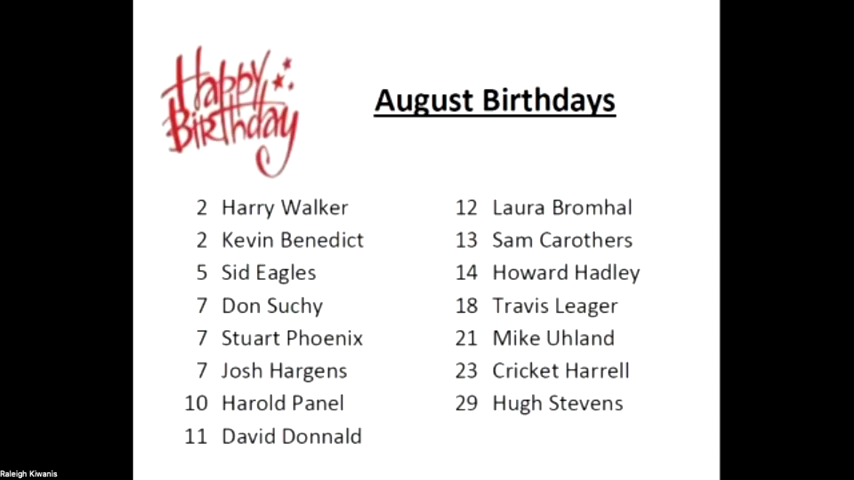 Happy
Birthday
August Birthdays
2 Harry Walker
2 Kevin Benedict
5 Sid Eagles
7 Don Suchy
7 Stuart Phoenix
7 Josh Hargens
10 Harold Panel
11 David Donnald
12 Laura Bromhal
13 Sam Carothers
14 Howard Hadley
18 Travis Leager
21 Mike Uhland
23 Cricket Harrell
29 Hugh Stevens
Raleigh Kiwanis